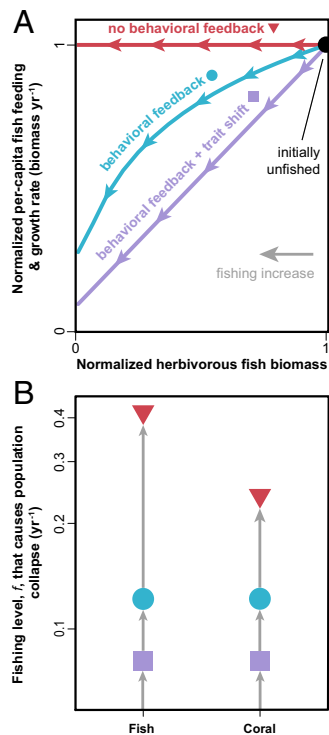 A
no behavioral feedback
1
behavioral feedback
behavioral feedback + trait shift
initially
unfished
fishing increase
Normalized per-capita fish feeding
& growth rate (biomass yr⁻¹)
0
0
1
Normalized herbivorous fish biomass
B
Fishing level, f, that causes population
collapse (yr⁻¹)
0.4
0.3
0.2
0.1
Fish
Coral